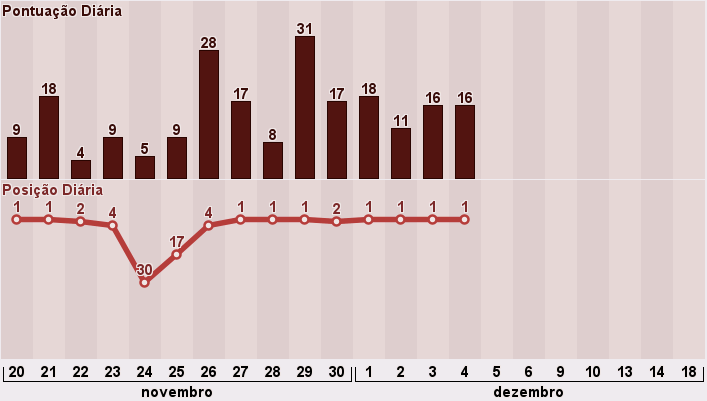 Pontuação Diária
9 18 4 9 5 9 28 17 8 31 17 18 11 16 16
Posição Diária
1 1 2 4 30 17 4 1 1 1 2 1 1 1 1
20 21 22 23 24 25 26 27 28 29 30 1 2 3 4 5 6 9 10 13 14 18
novembro dezembro